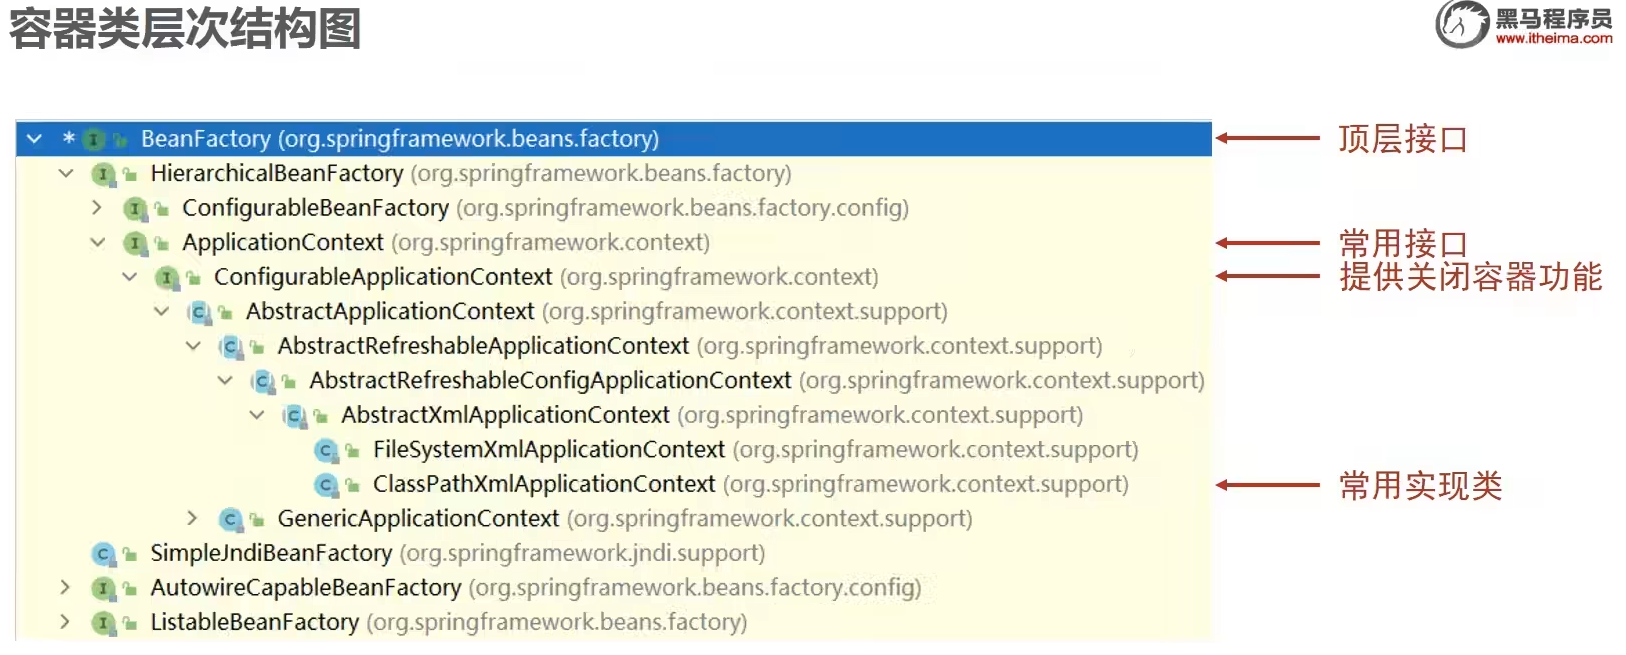 容器类层次结构图
黑马程序员
www.itheima.com
* BeanFactory (org.springframework.beans.factory)
顶层接口
HierarchicalBeanFactory (org.springframework.beans.factory)
ConfigurableBeanFactory (org.springframework.beans.factory.config)
ApplicationContext (org.springframework.context)
常用接口
ConfigurableApplicationContext (org.springframework.context)
提供关闭容器功能
AbstractApplicationContext (org.springframework.context.support)
AbstractRefreshableApplicationContext (org.springframework.context.support)
AbstractRefreshableConfigApplicationContext (org.springframework.context.support)
AbstractXmlApplicationContext (org.springframework.context.support)
FileSystemXmlApplicationContext (org.springframework.context.support)
ClassPathXmlApplicationContext (org.springframework.context.support)
常用实现类
GenericApplicationContext (org.springframework.context.support)
SimpleJndiBeanFactory (org.springframework.jndi.support)
AutowireCapableBeanFactory (org.springframework.beans.factory.config)
ListableBeanFactory (org.springframework.beans.factory)